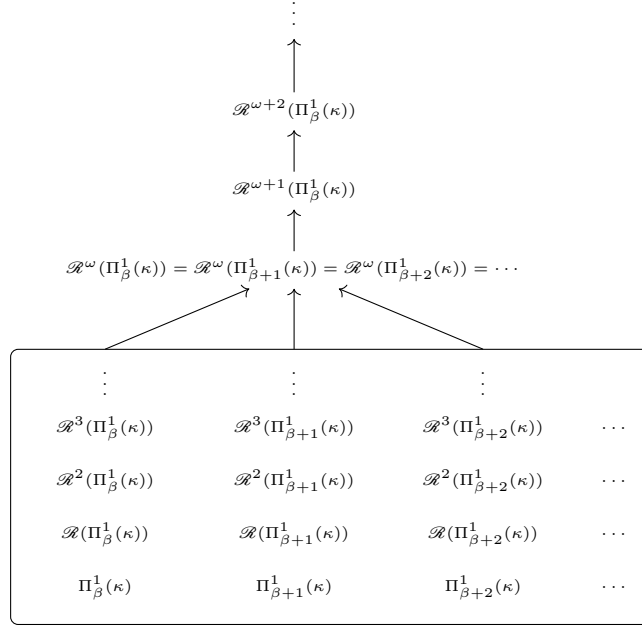 ⋮
ℛ^{ω+2}(Π^1_β(κ))
ℛ^{ω+1}(Π^1_β(κ))
ℛ^ω(Π^1_β(κ)) = ℛ^ω(Π^1_{β+1}(κ)) = ℛ^ω(Π^1_{β+2}(κ)) = ⋯
⋮ ⋮ ⋮
ℛ^3(Π^1_β(κ)) ℛ^3(Π^1_{β+1}(κ)) ℛ^3(Π^1_{β+2}(κ)) ⋯
ℛ^2(Π^1_β(κ)) ℛ^2(Π^1_{β+1}(κ)) ℛ^2(Π^1_{β+2}(κ)) ⋯
ℛ(Π^1_β(κ)) ℛ(Π^1_{β+1}(κ)) ℛ(Π^1_{β+2}(κ)) ⋯
Π^1_β(κ) Π^1_{β+1}(κ) Π^1_{β+2}(κ) ⋯